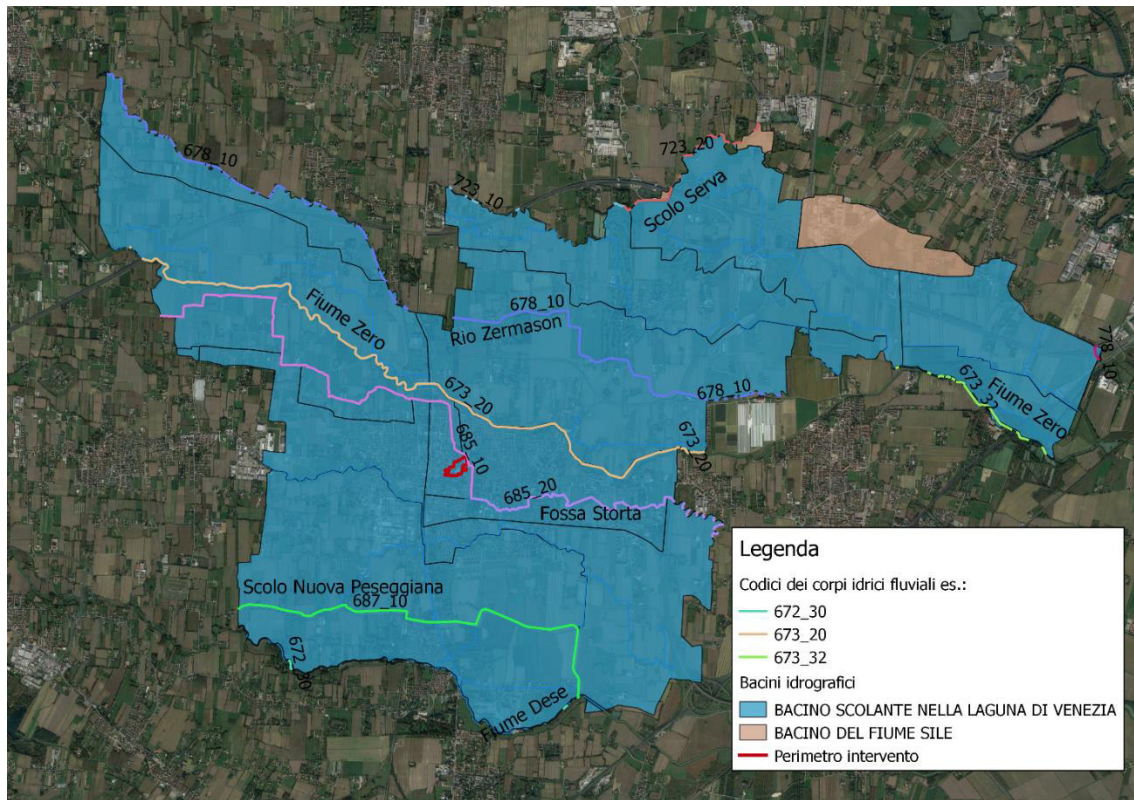 678_10
723_20
723_10
Scolo Serva
Fiume Zero
678_10
Rio Zermason
678_10
778_10
673_32
Fiume Zero
673_20
673_20
685_10
685_20
Fossa Storta
Scolo Nuova Peseggiana
687_10
672_30
Fiume Dese
Legenda
Codici dei corpi idrici fluviali es.:
672_30
673_20
673_32
Bacini idrografici
BACINO SCOLANTE NELLA LAGUNA DI VENEZIA
BACINO DEL FIUME SILE
Perimetro intervento